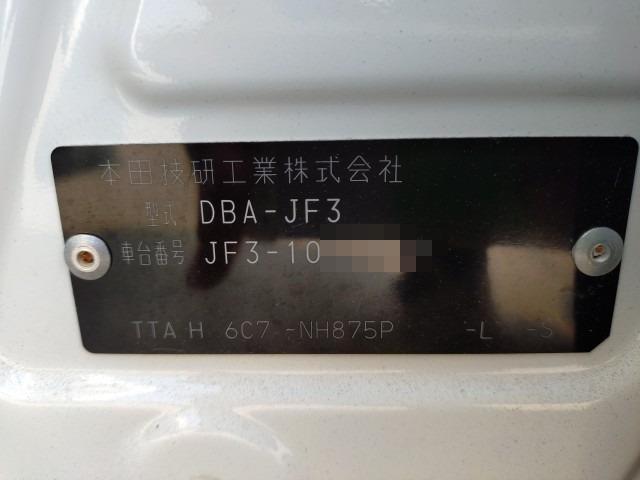 本田技研工業株式会社
型式 DBA-JF3
車台番号 JF3-10
TTA H 6C7 -NH875P -L -S